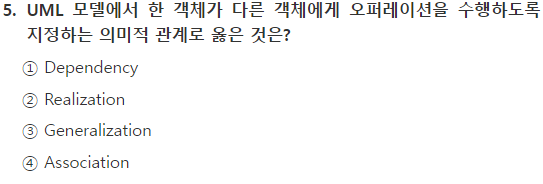 5. UML 모델에서 한 객체가 다른 객체에게 오퍼레이션을 수행하도록
지정하는 의미적 관계로 옳은 것은?
① Dependency
② Realization
③ Generalization
④ Association